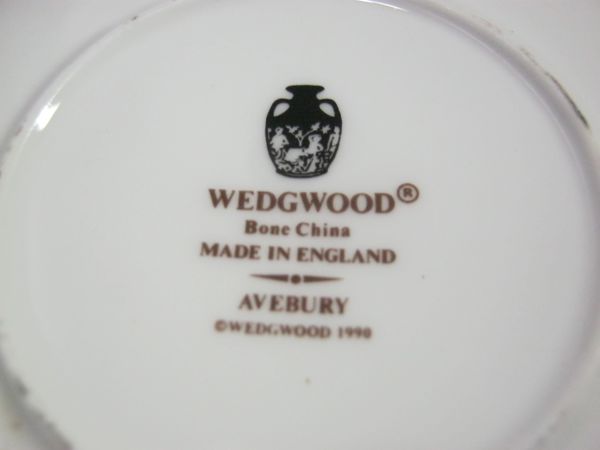 WEDGWOOD®
Bone China
MADE IN ENGLAND
AVEBURY
©WEDGWOOD 1990